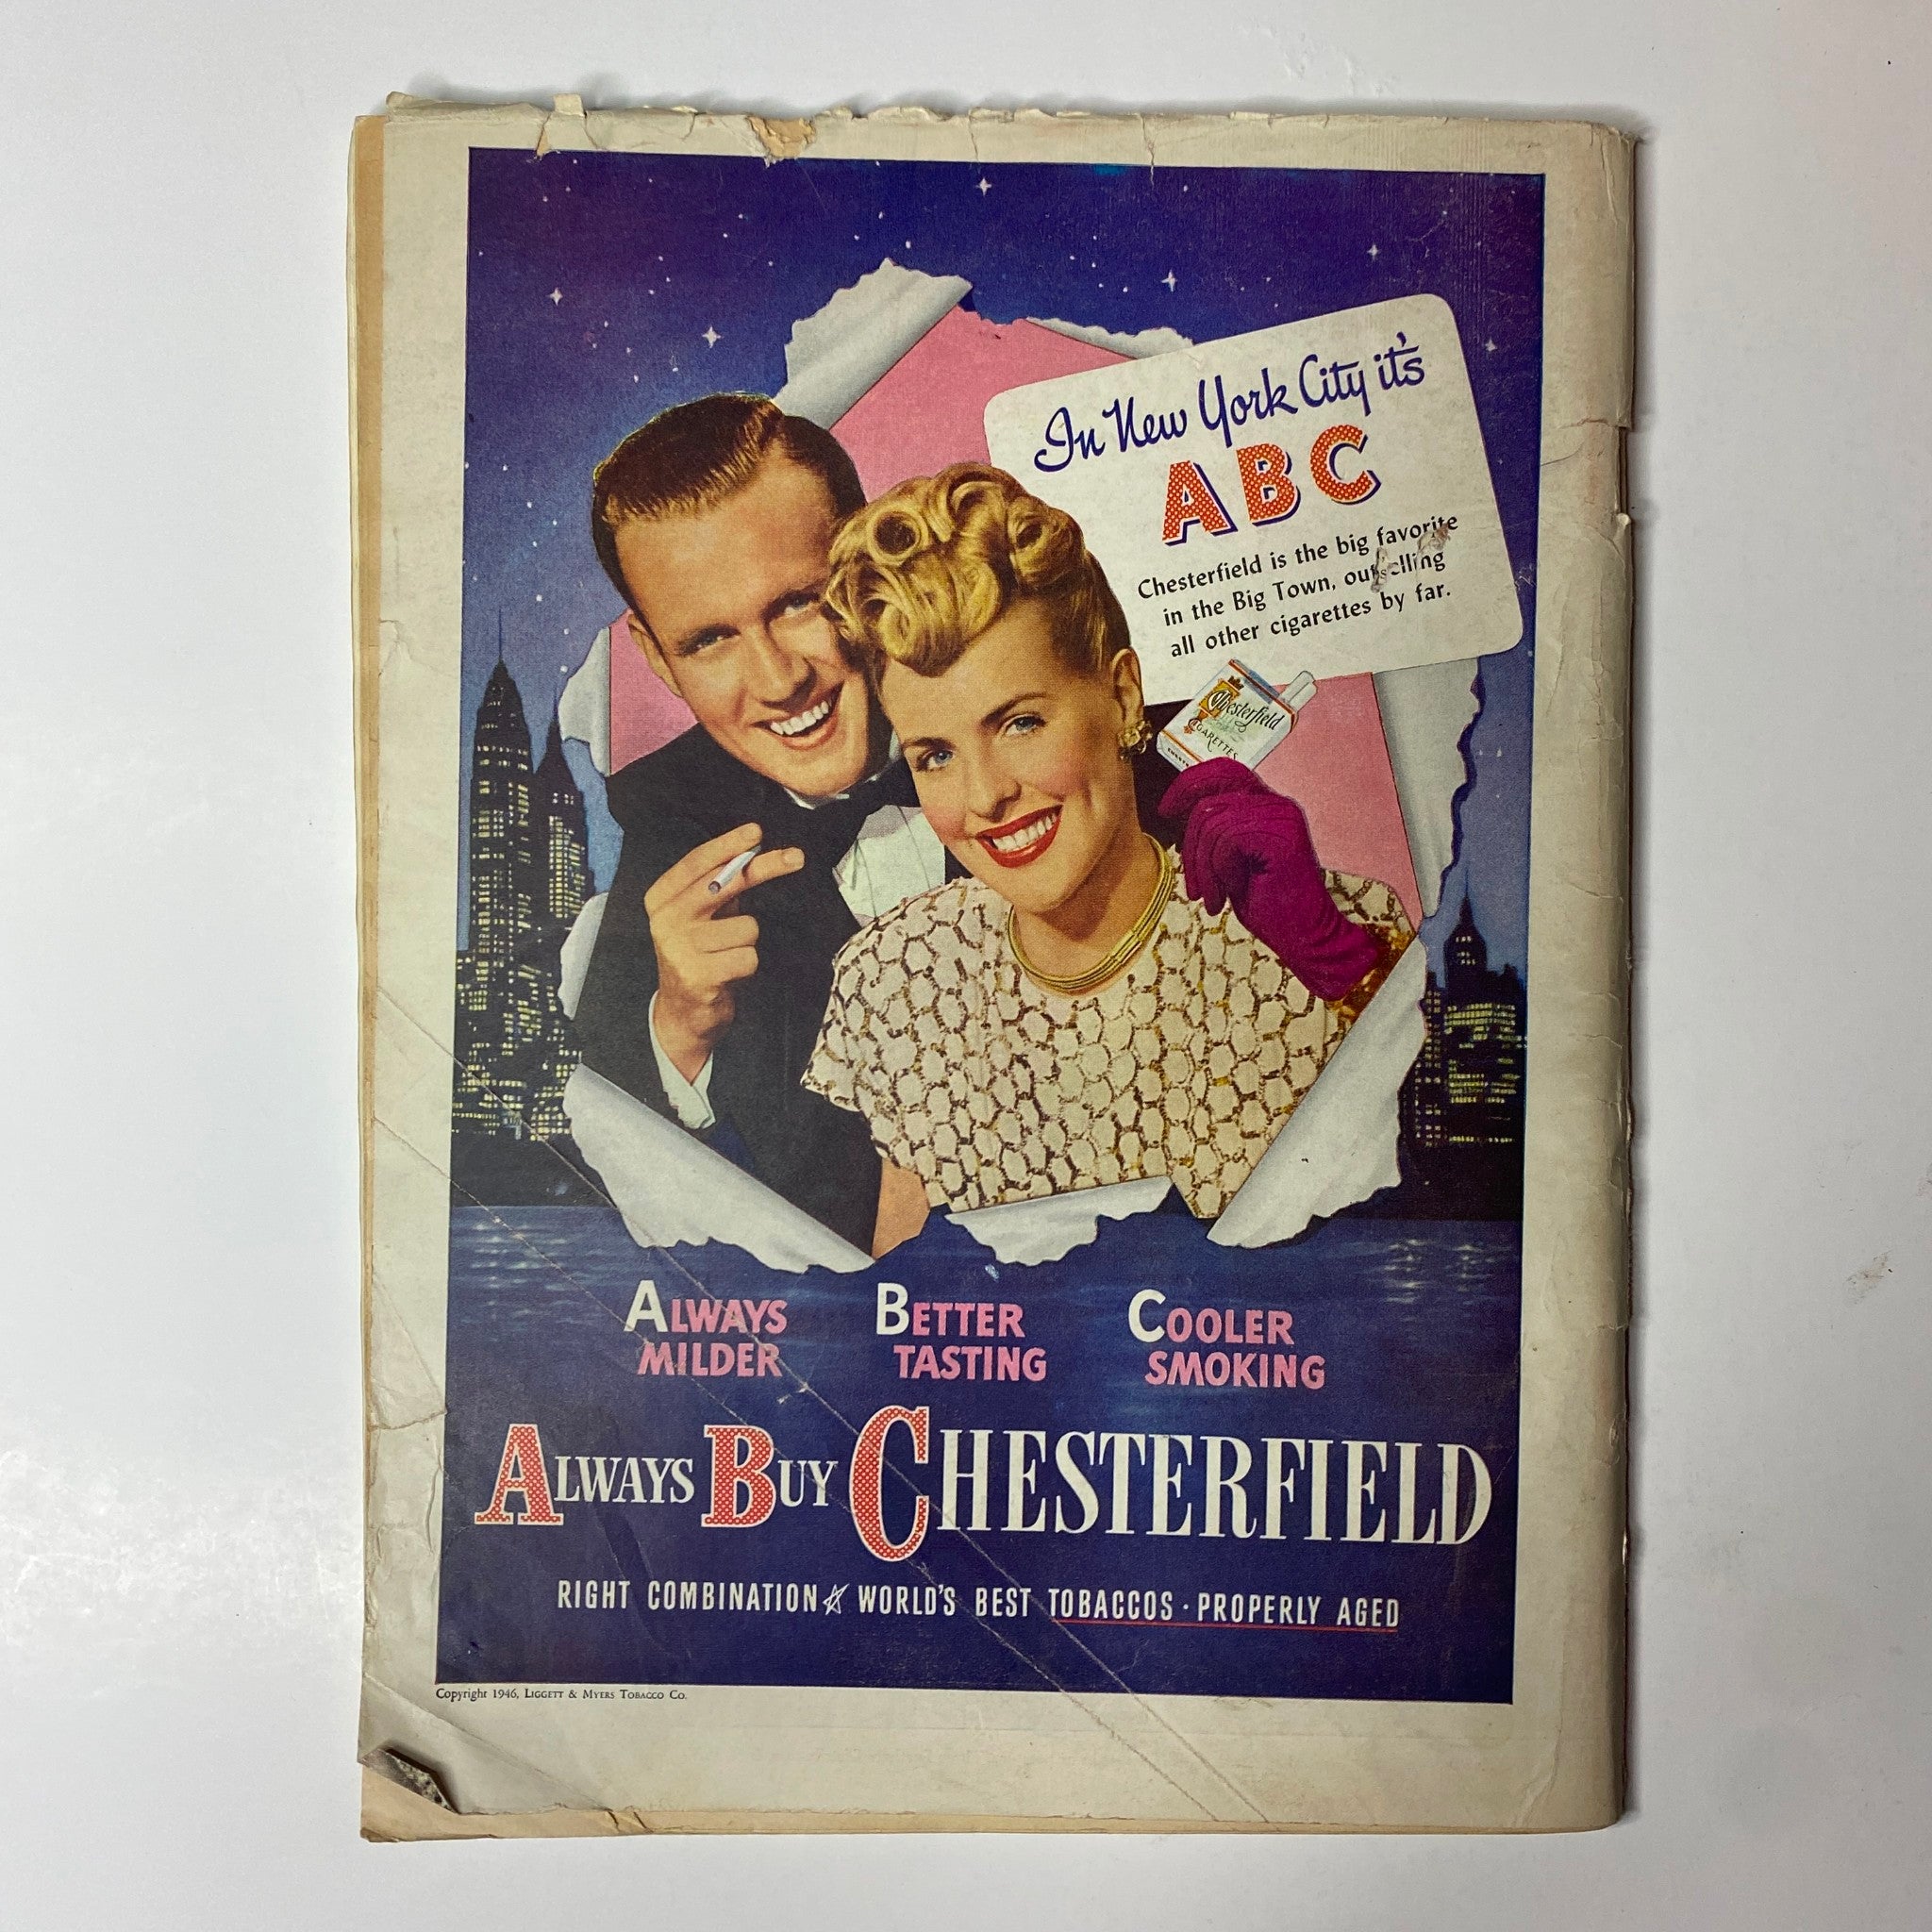 In New York City it's
ABC
Chesterfield is the big favorite
in the Big Town, outselling
all other cigarettes by far.
Chesterfield
CIGARETTES
ALWAYS
MILDER
BETTER
TASTING
COOLER
SMOKING
ALWAYS BUY CHESTERFIELD
RIGHT COMBINATION ☆ WORLD'S BEST TOBACCOS · PROPERLY AGED
Copyright 1946, LIGGETT & MYERS TOBACCO CO.